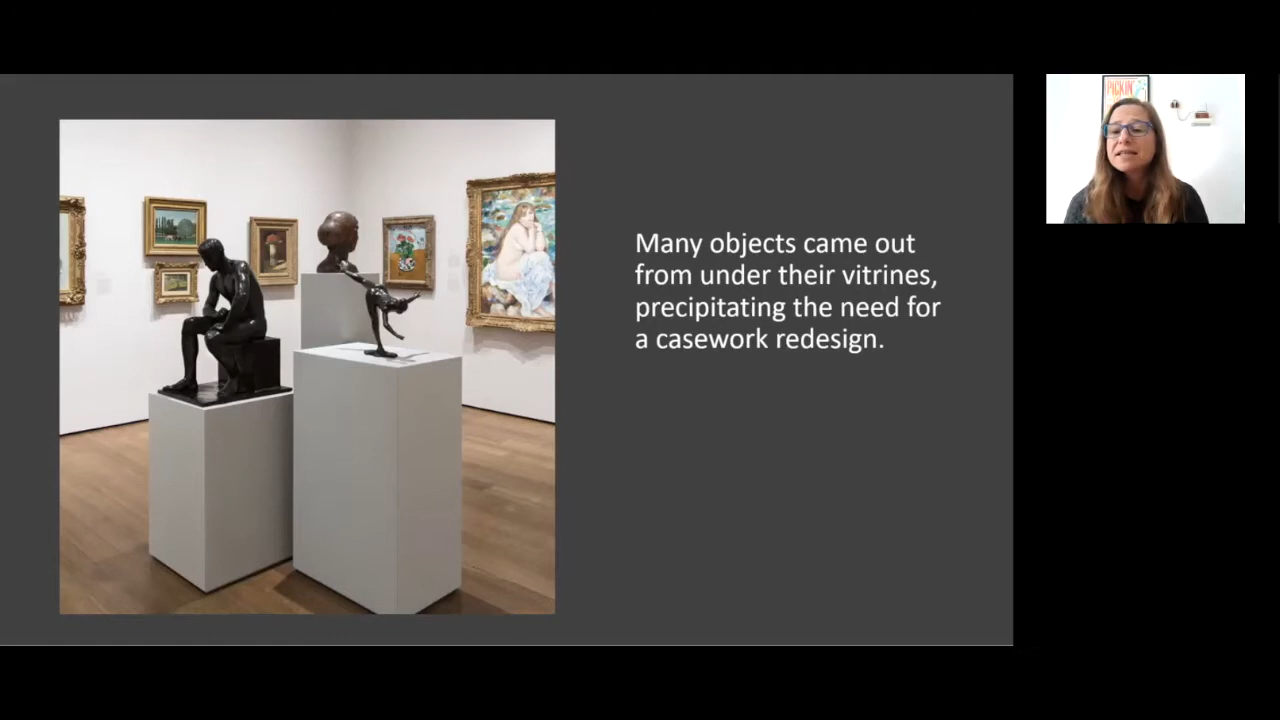 Many objects came out
from under their vitrines,
precipitating the need for
a casework redesign.
PICKIN'